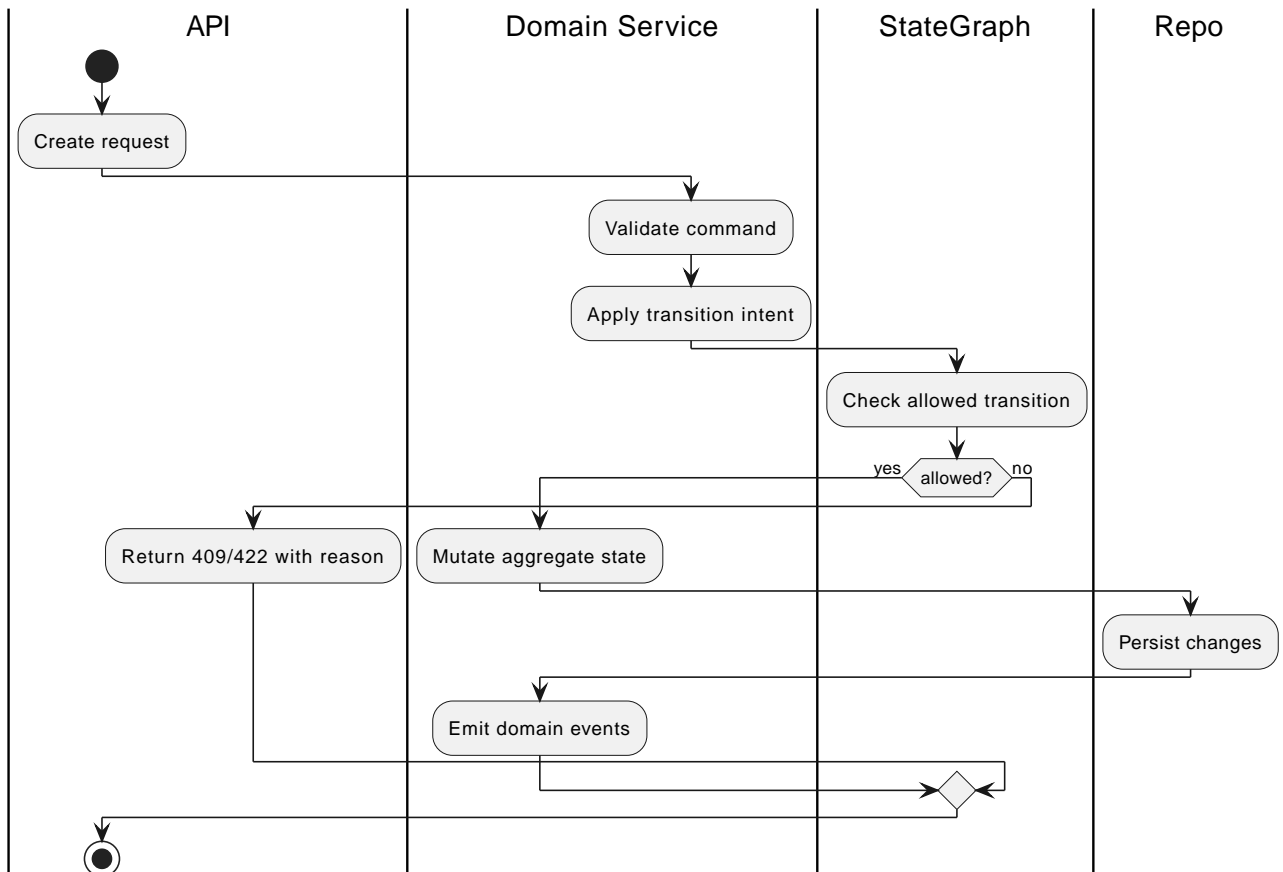 API
Domain Service
StateGraph
Repo
Create request
Validate command
Apply transition intent
Check allowed transition
yes
allowed?
no
Return 409/422 with reason
Mutate aggregate state
Persist changes
Emit domain events